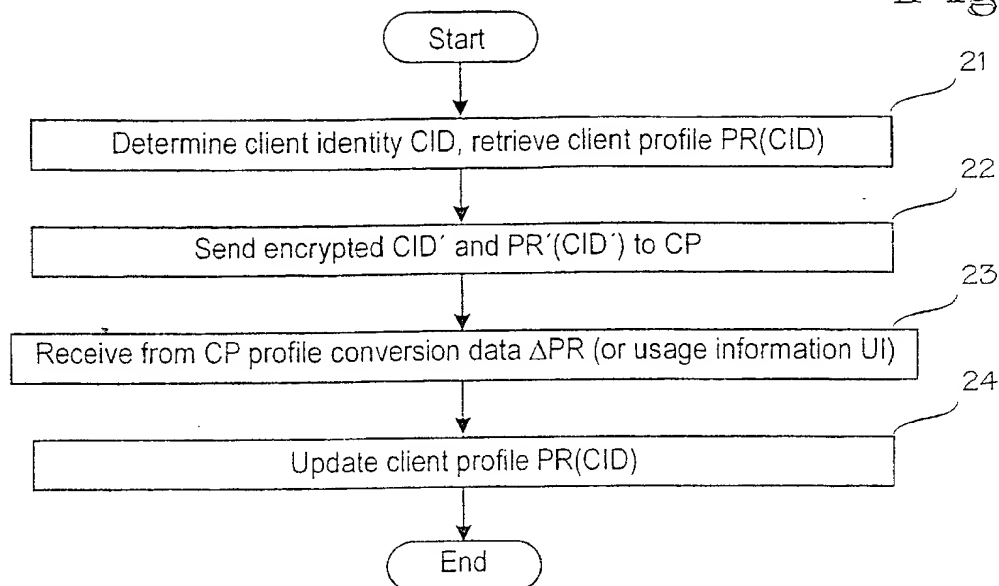 Start
21
Determine client identity CID, retrieve client profile PR(CID)
22
Send encrypted CID´ and PR´(CID´) to CP
23
Receive from CP profile conversion data ΔPR (or usage information UI)
24
Update client profile PR(CID)
End